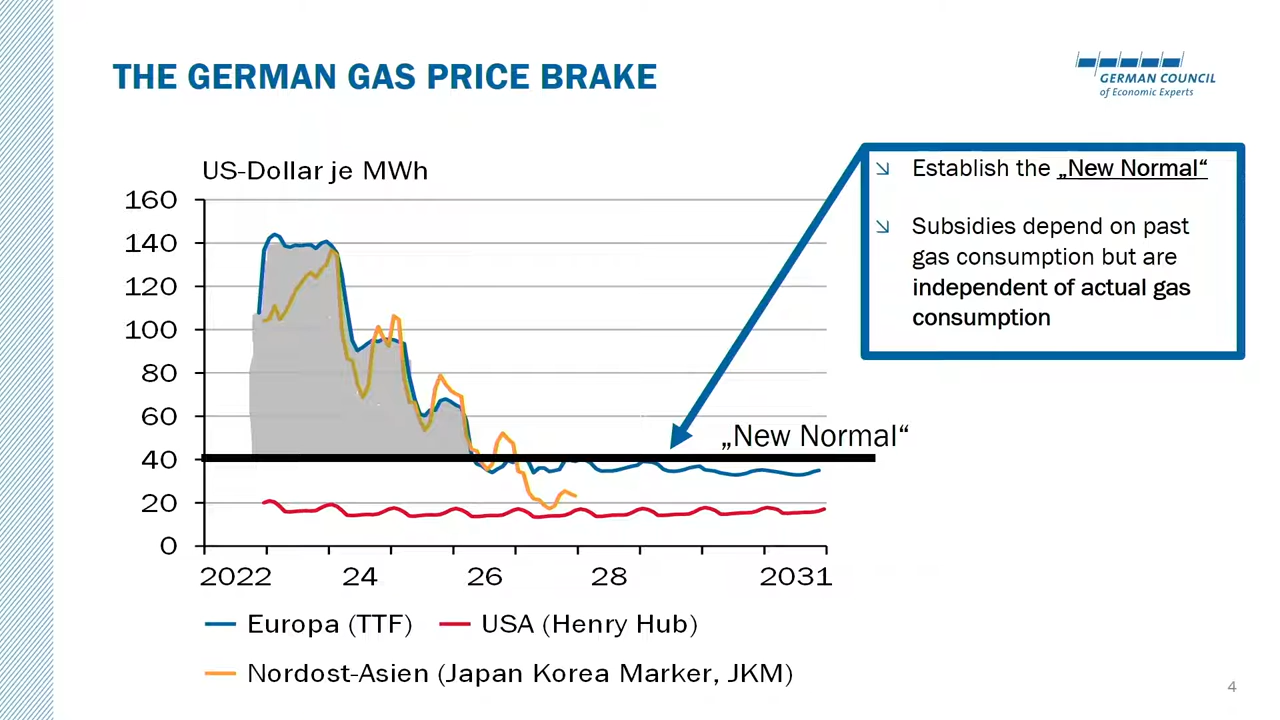 THE GERMAN GAS PRICE BRAKE
GERMAN COUNCIL
of Economic Experts
US-Dollar je MWh
160
140
120
100
80
60
40
20
0
2022 24 26 28 2031
„New Normal“
Establish the „New Normal“
Subsidies depend on past
gas consumption but are
independent of actual gas
consumption
Europa (TTF) USA (Henry Hub)
Nordost-Asien (Japan Korea Marker, JKM)
4